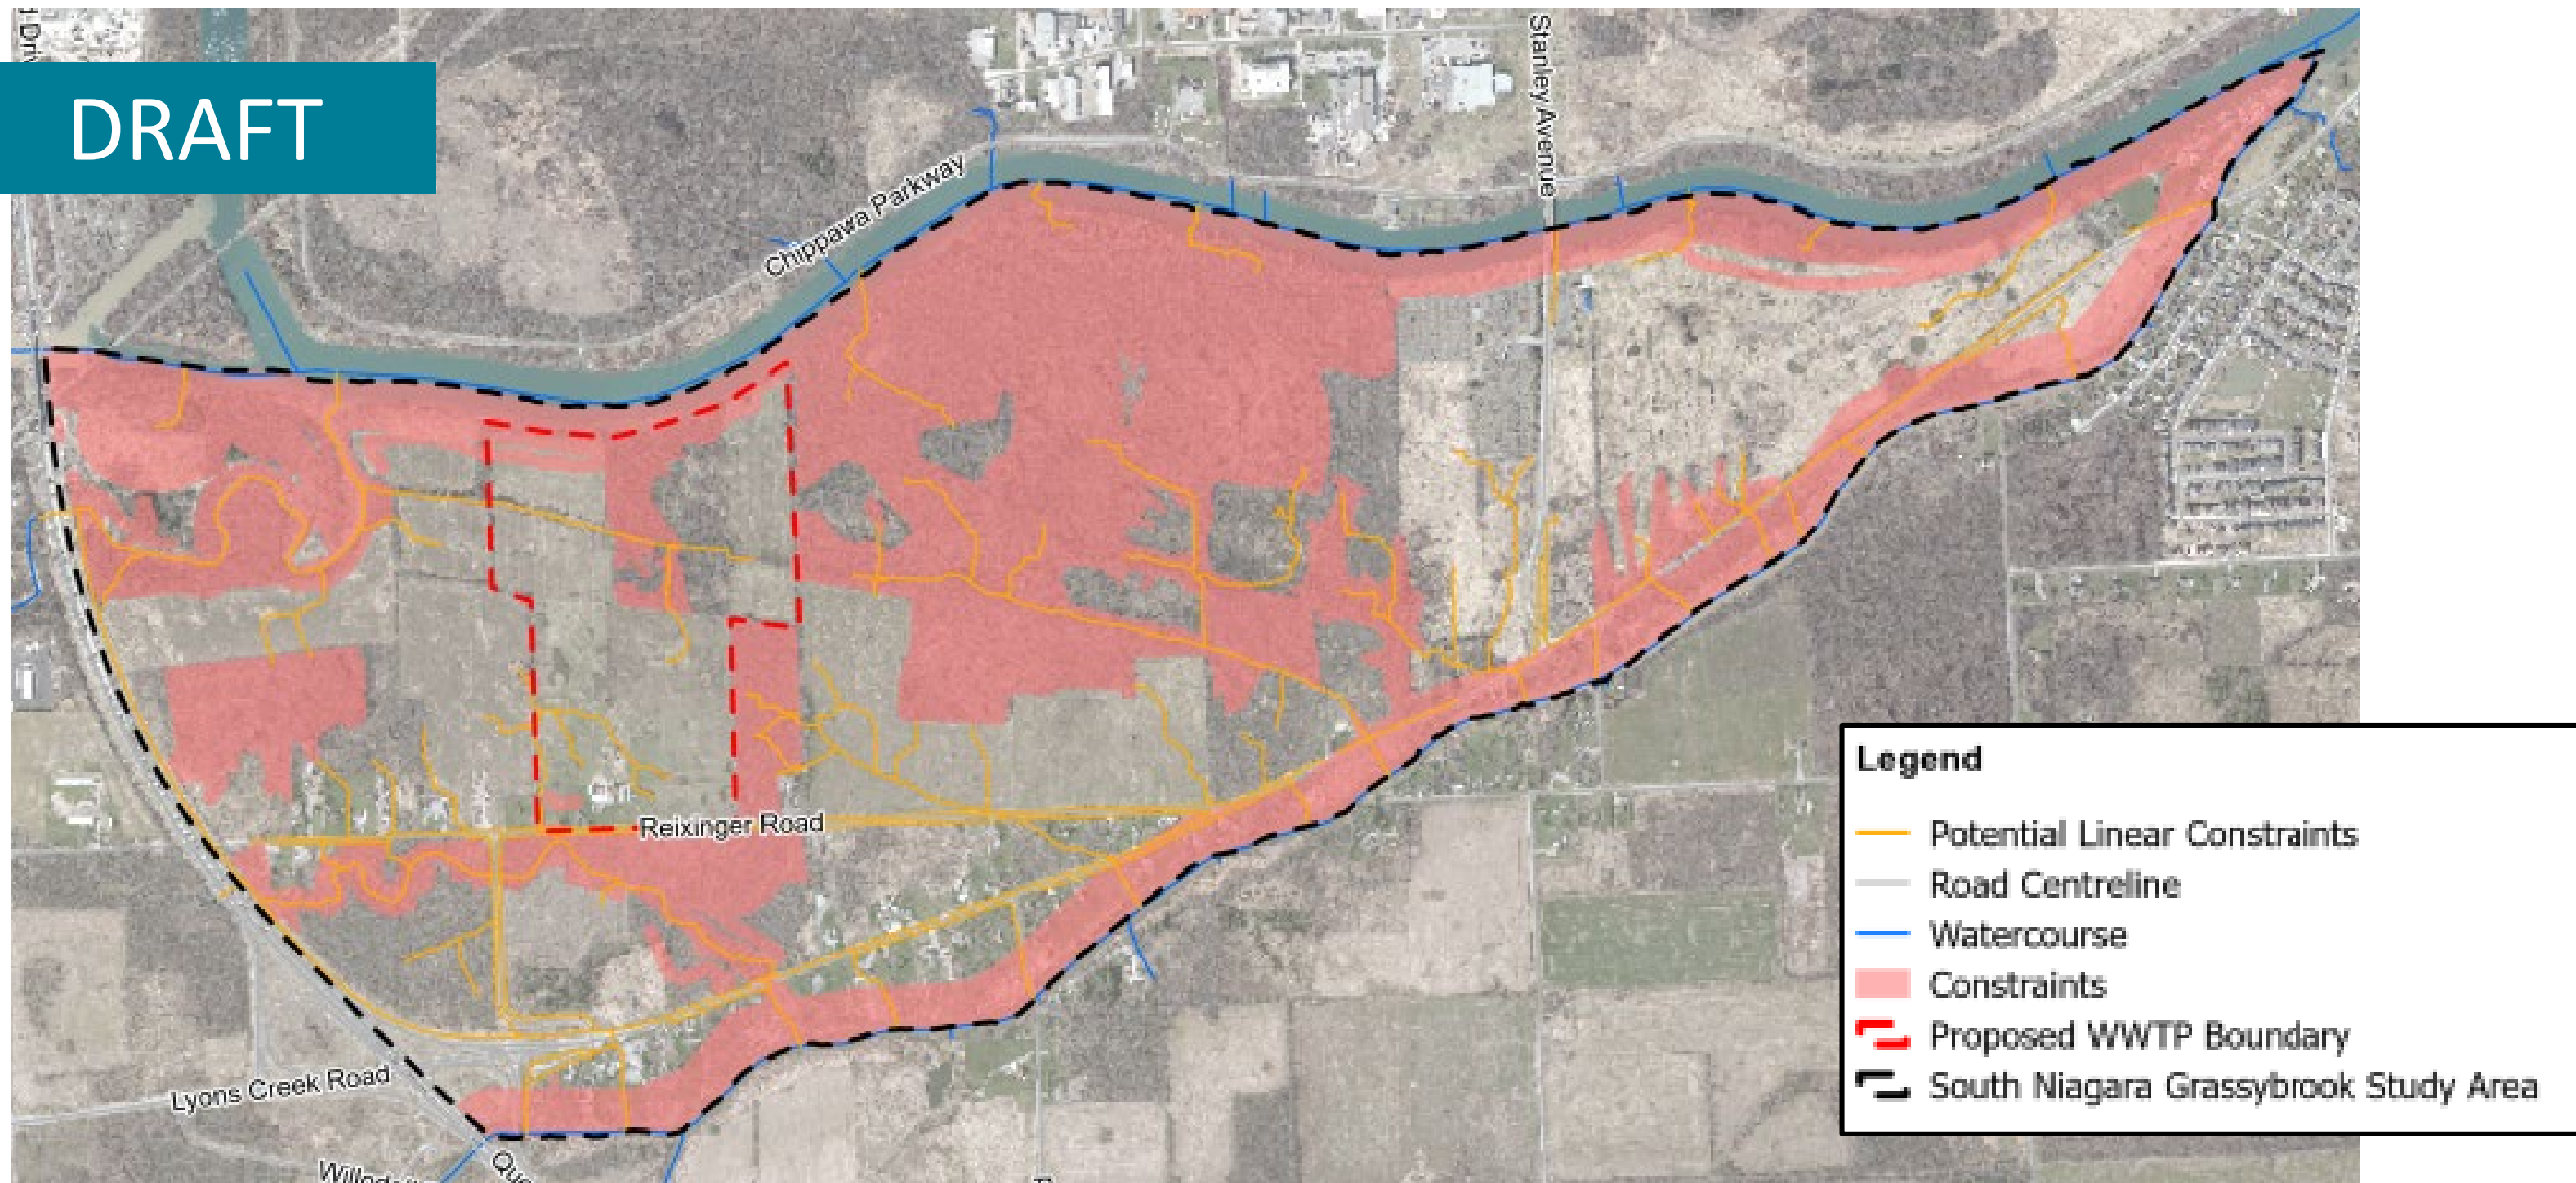 DRAFT
Chippawa Parkway
Stanley Avenue
Reixinger Road
Lyons Creek Road
Legend
Potential Linear Constraints
Road Centreline
Watercourse
Constraints
Proposed WWTP Boundary
South Niagara Grassybrook Study Area